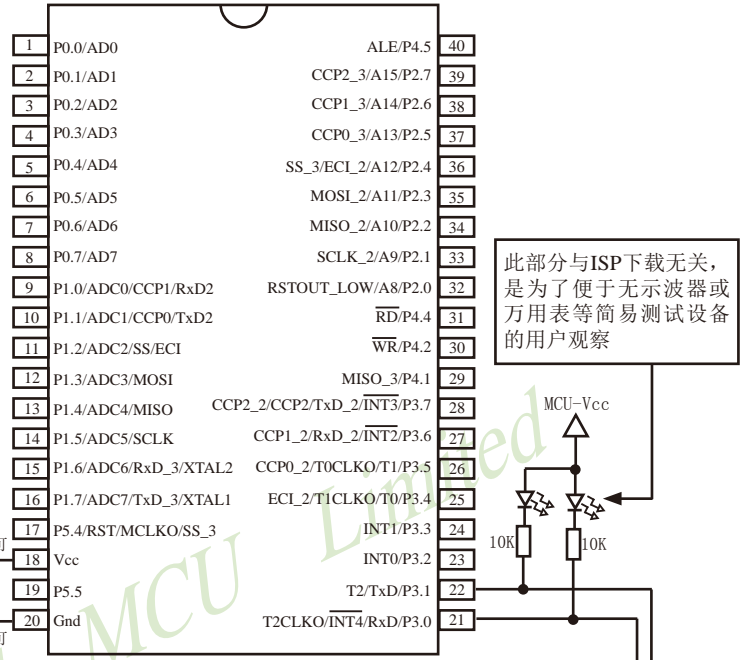 1 P0.0/AD0 ALE/P4.5 40
2 P0.1/AD1 CCP2_3/A15/P2.7 39
3 P0.2/AD2 CCP1_3/A14/P2.6 38
4 P0.3/AD3 CCP0_3/A13/P2.5 37
5 P0.4/AD4 SS_3/ECI_2/A12/P2.4 36
6 P0.5/AD5 MOSI_2/A11/P2.3 35
7 P0.6/AD6 MISO_2/A10/P2.2 34
8 P0.7/AD7 SCLK_2/A9/P2.1 33
9 P1.0/ADC0/CCP1/RxD2 RSTOUT_LOW/A8/P2.0 32
10 P1.1/ADC1/CCP0/TxD2 RD/P4.4 31
11 P1.2/ADC2/SS/ECI WR/P4.2 30
12 P1.3/ADC3/MOSI MISO_3/P4.1 29
13 P1.4/ADC4/MISO CCP2_2/CCP2/TxD_2/INT3/P3.7 28
14 P1.5/ADC5/SCLK CCP1_2/RxD_2/INT2/P3.6 27
15 P1.6/ADC6/RxD_3/XTAL2 CCP0_2/T0CLKO/T1/P3.5 26
16 P1.7/ADC7/TxD_3/XTAL1 ECI_2/T1CLKO/T0/P3.4 25
17 P5.4/RST/MCLKO/SS_3 INT1/P3.3 24
18 Vcc INT0/P3.2 23
19 P5.5 T2/TxD/P3.1 22
20 Gnd T2CLKO/INT4/RxD/P3.0 21
此部分与ISP下载无关，
是为了便于无示波器或
万用表等简易测试设备
的用户观察
MCU-Vcc
10K 10K
MCU Limited